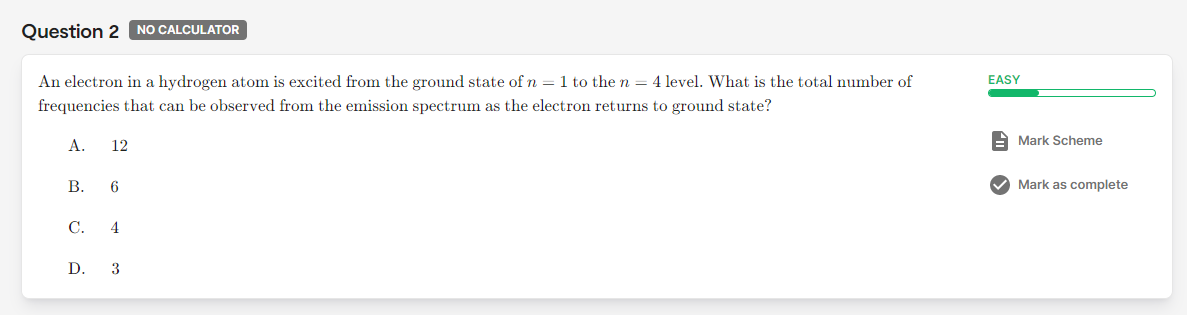 Question 2 NO CALCULATOR
An electron in a hydrogen atom is excited from the ground state of n = 1 to the n = 4 level. What is the total number of
frequencies that can be observed from the emission spectrum as the electron returns to ground state?
A. 12
B. 6
C. 4
D. 3
EASY
Mark Scheme
Mark as complete